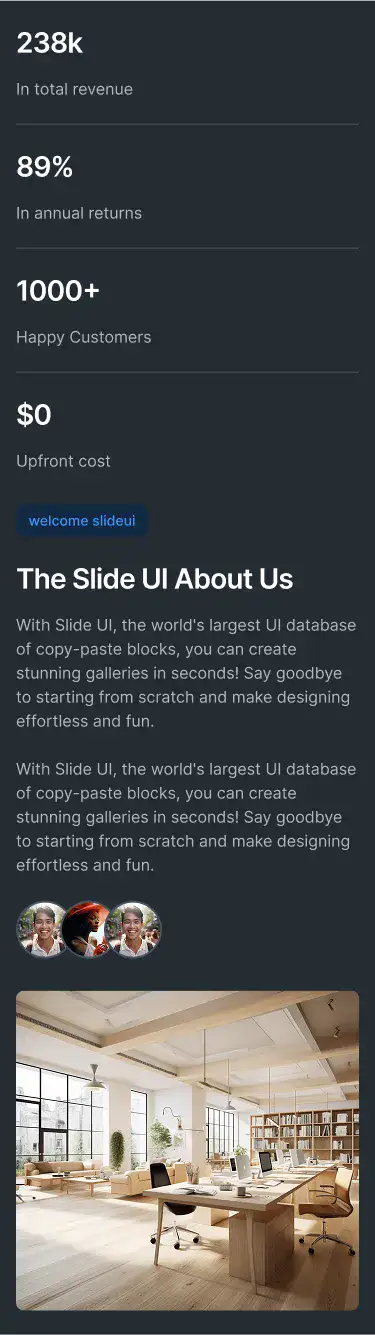 238k
In total revenue
89%
In annual returns
1000+
Happy Customers
$0
Upfront cost
welcome slideui
The Slide UI About Us
With Slide UI, the world's largest UI database
of copy-paste blocks, you can create
stunning galleries in seconds! Say goodbye
to starting from scratch and make designing
effortless and fun.
With Slide UI, the world's largest UI database
of copy-paste blocks, you can create
stunning galleries in seconds! Say goodbye
to starting from scratch and make designing
effortless and fun.